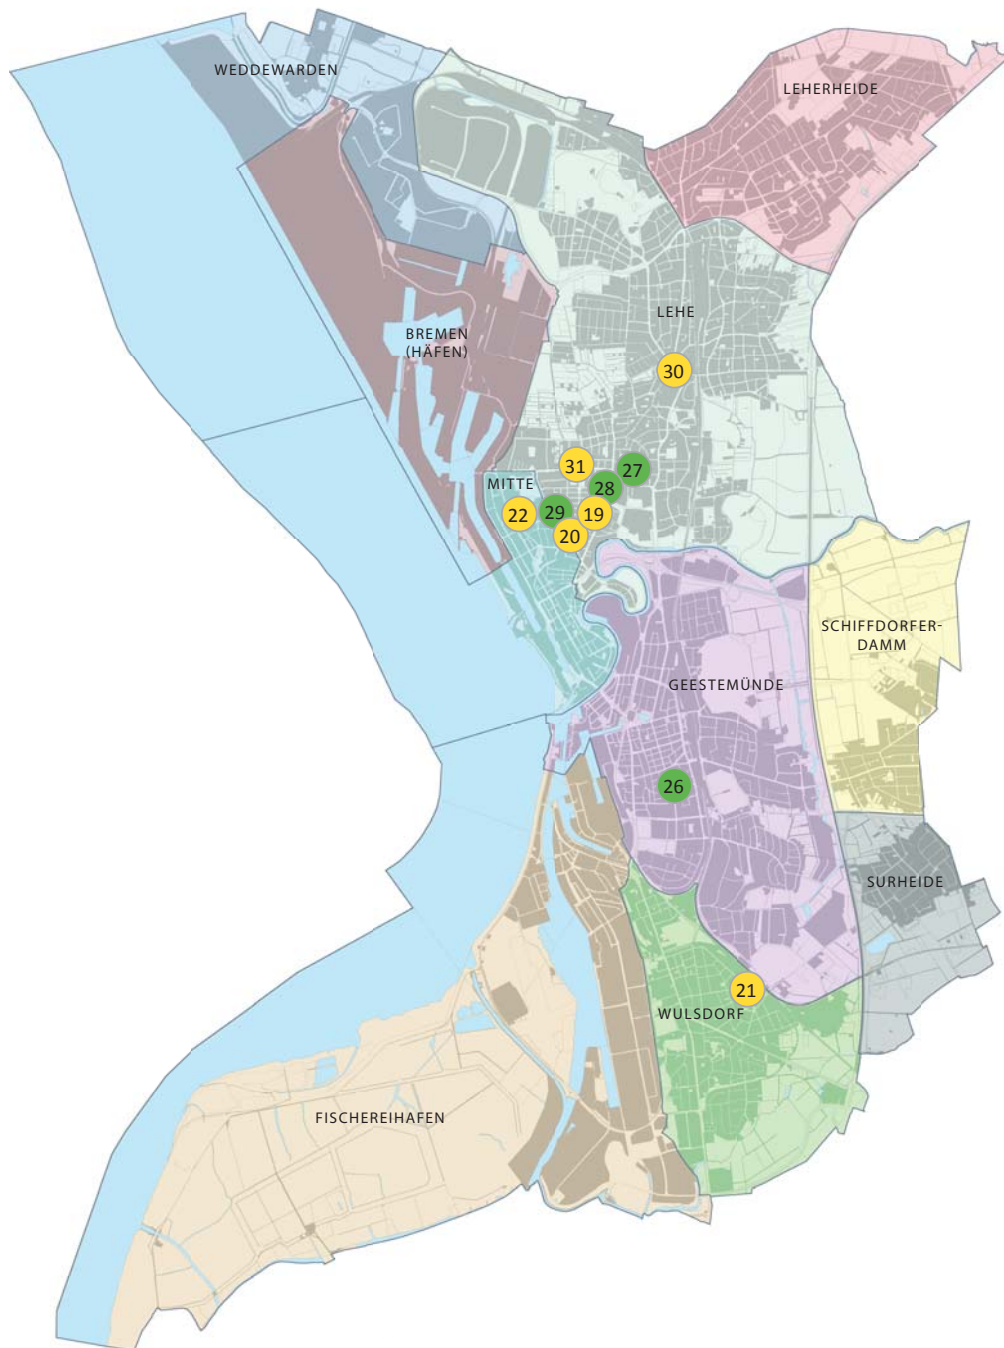 WEDDEWARDEN
LEHERHEIDE
LEHE
BREMEN
(HÄFEN)
30
31
27
MITTE
28
22
29
19
20
SCHIFFDORFER-
DAMM
GEESTEMÜNDE
26
SURHEIDE
21
WULSDORF
FISCHEREIHAFEN